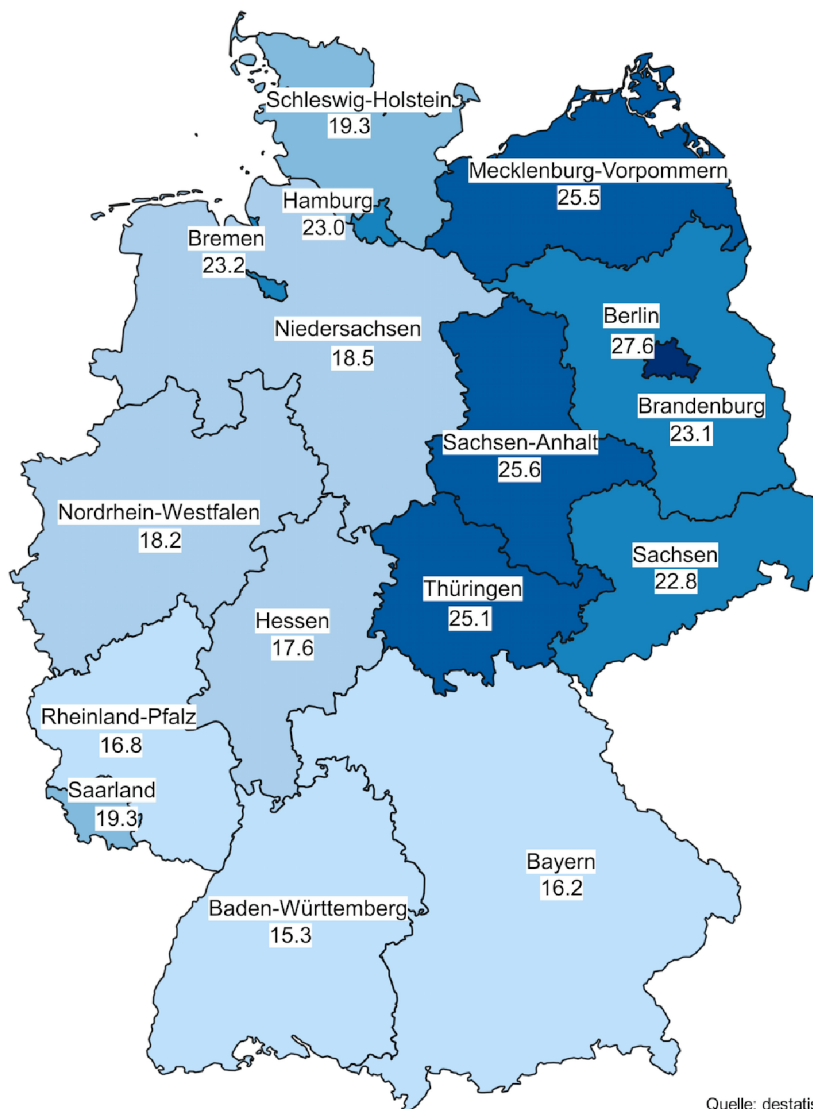 Schleswig-Holstein
19.3
Mecklenburg-Vorpommern
25.5
Hamburg
23.0
Bremen
23.2
Berlin
27.6
Niedersachsen
18.5
Brandenburg
23.1
Sachsen-Anhalt
25.6
Nordrhein-Westfalen
18.2
Sachsen
22.8
Thüringen
25.1
Hessen
17.6
Rheinland-Pfalz
16.8
Saarland
19.3
Bayern
16.2
Baden-Württemberg
15.3
Quelle: destatis